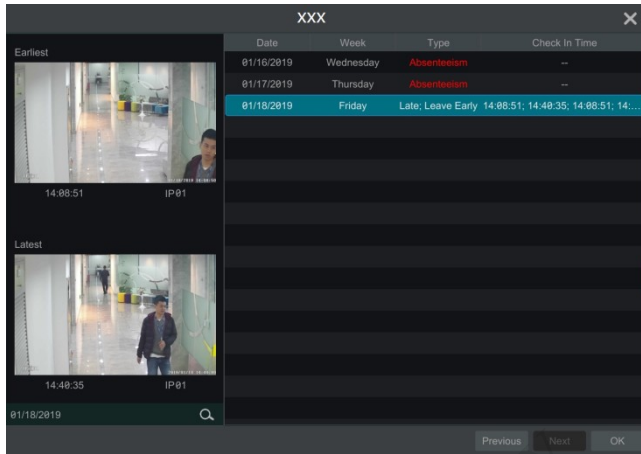 XXX
Earliest
14:08:51 IP01
Latest
14:40:35 IP01
01/18/2019
Date Week Type Check In Time
01/16/2019 Wednesday Absenteeism --
01/17/2019 Thursday Absenteeism --
01/18/2019 Friday Late; Leave Early 14:08:51; 14:40:35; 14:08:51; 14:...
Previous Next OK